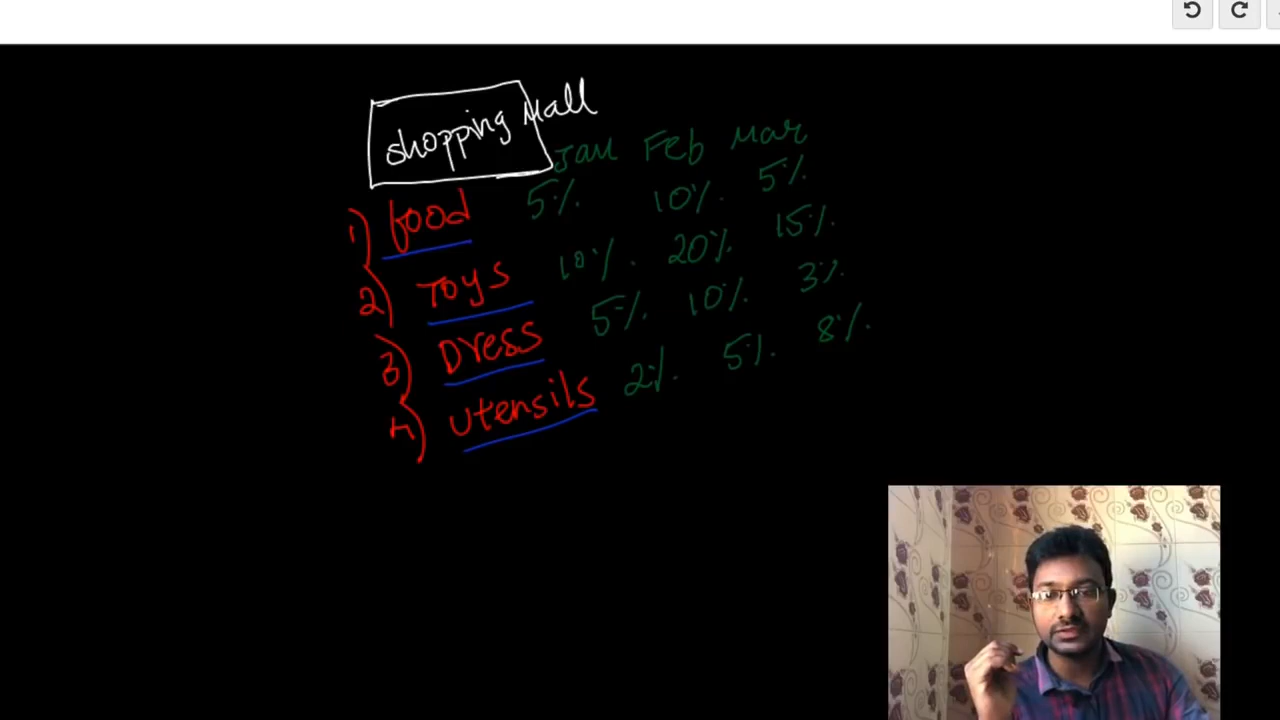 shopping Mall
Jan Feb Mar
1) food 5% 10% 5%
2) Toys 10% 20% 15%
3) Dress 5% 10% 3%
4) utensils 2% 5% 8%